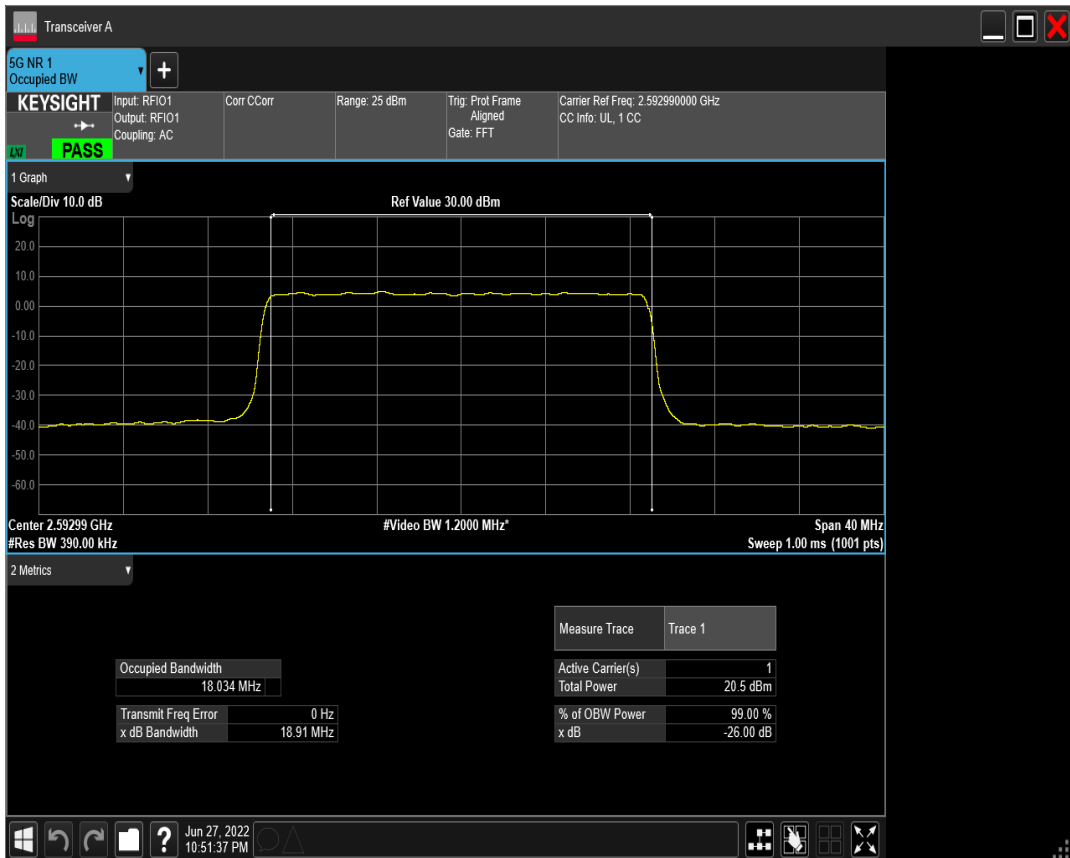 Transceiver A
5G NR 1
Occupied BW
+
KEYSIGHT
LXI
PASS
Input: RFIO1
Output: RFIO1
Coupling: AC
Corr CCorr
Range: 25 dBm
Trig: Prot Frame
Aligned
Gate: FFT
Carrier Ref Freq: 2.592990000 GHz
CC Info: UL, 1 CC
1 Graph
Scale/Div 10.0 dB
Ref Value 30.00 dBm
Log
20.0
10.0
0.00
-10.0
-20.0
-30.0
-40.0
-50.0
-60.0
Center 2.59299 GHz
#Video BW 1.2000 MHz*
Span 40 MHz
#Res BW 390.00 kHz
Sweep 1.00 ms (1001 pts)
2 Metrics
Measure Trace Trace 1
Occupied Bandwidth
18.034 MHz
Active Carrier(s) 1
Total Power 20.5 dBm
Transmit Freq Error 0 Hz
x dB Bandwidth 18.91 MHz
% of OBW Power 99.00 %
x dB -26.00 dB
?
Jun 27, 2022
10:51:37 PM